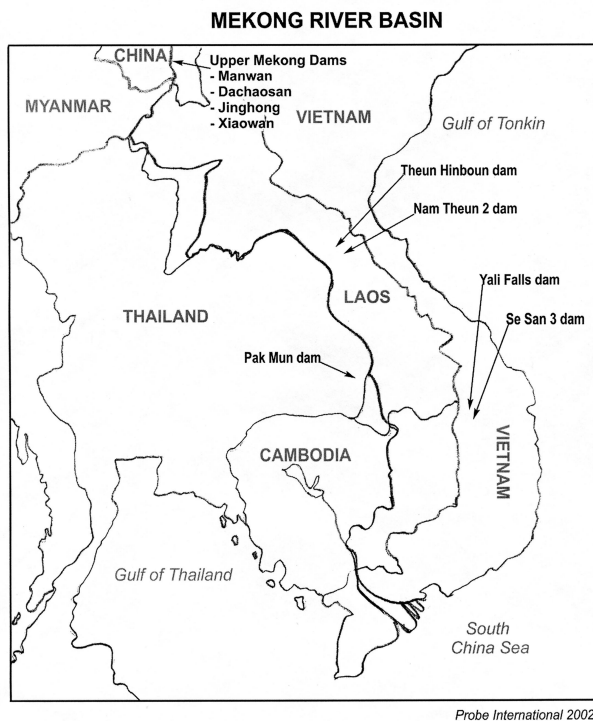 MEKONG RIVER BASIN
CHINA
Upper Mekong Dams
- Manwan
- Dachaosan
- Jinghong
- Xiaowan
MYANMAR
VIETNAM
Gulf of Tonkin
Theun Hinboun dam
Nam Theun 2 dam
Yali Falls dam
LAOS
THAILAND
Se San 3 dam
Pak Mun dam
CAMBODIA
VIETNAM
Gulf of Thailand
South
China Sea
Probe International 2002